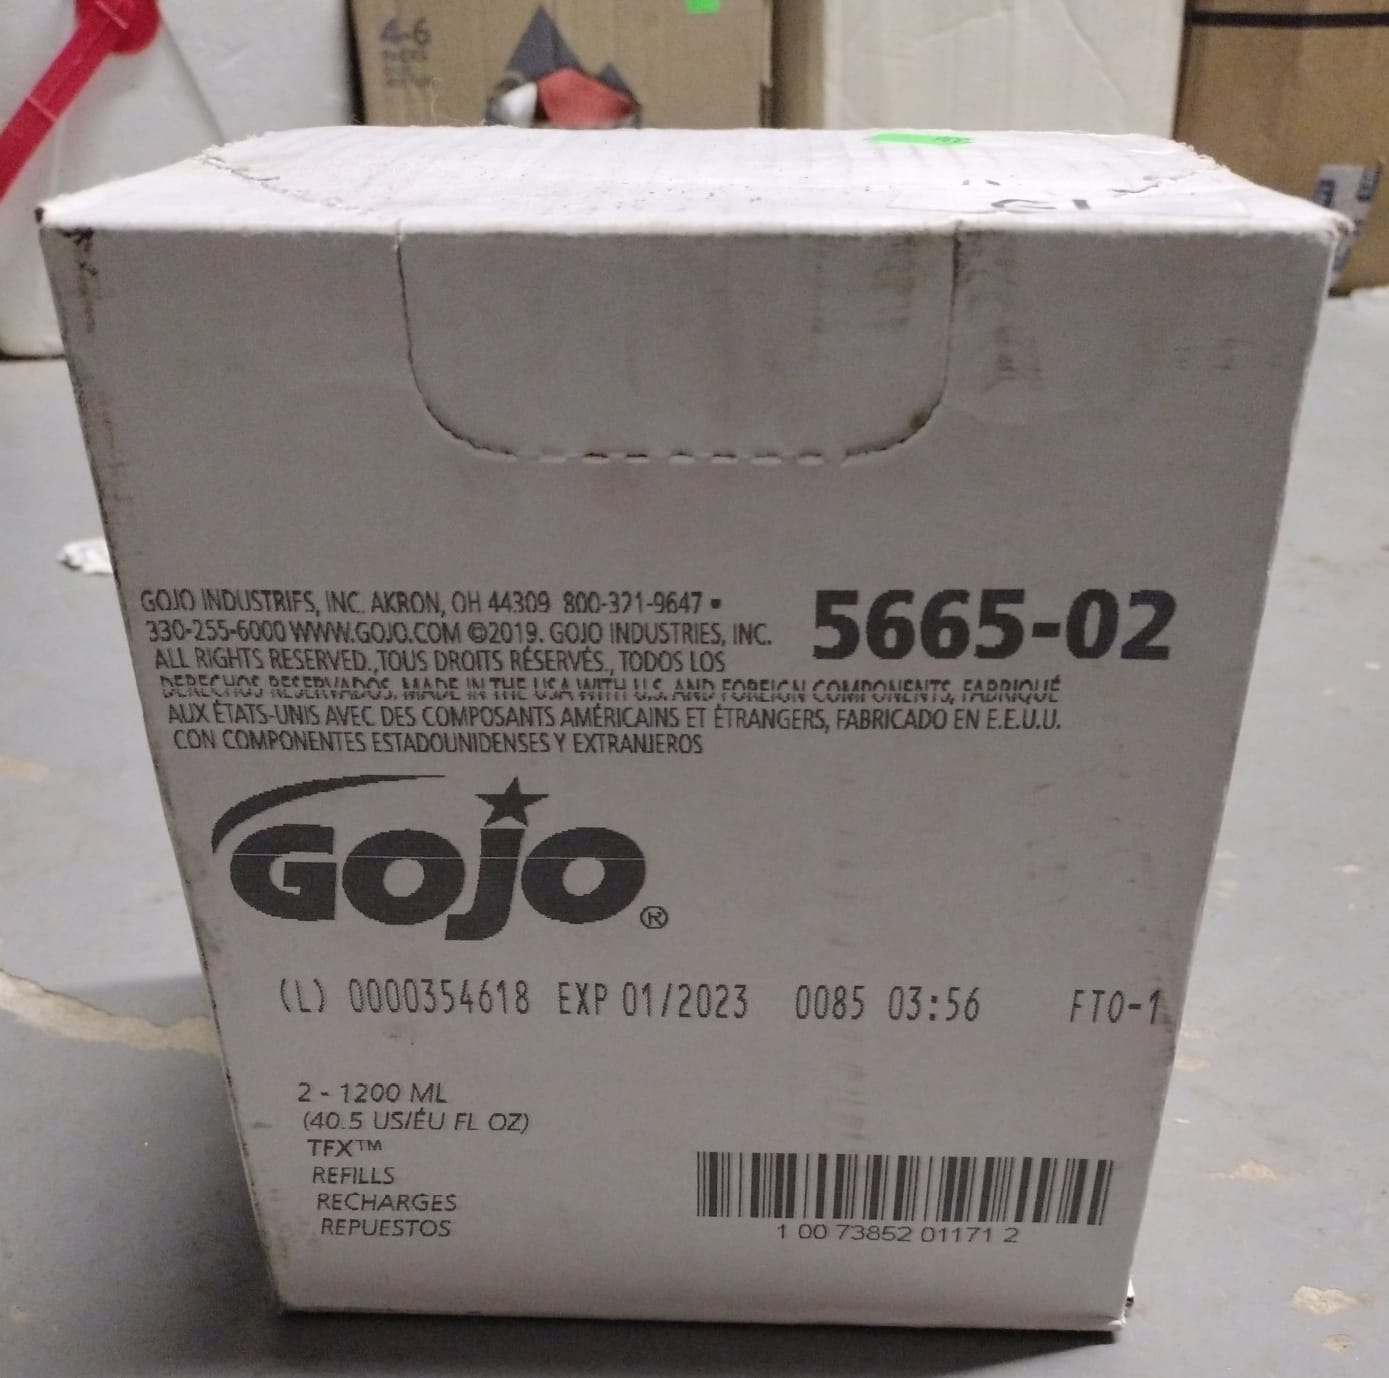 GOJO INDUSTRIES, INC. AKRON, OH 44309 800-321-9647 •
330-255-6000 WWW.GOJO.COM ©2019. GOJO INDUSTRIES, INC.
ALL RIGHTS RESERVED., TOUS DROITS RÉSERVÉS., TODOS LOS
DERECHOS RESERVADOS, MADE IN THE USA WITH U.S. AND FOREIGN COMPONENTS, FABRIQUÉ
AUX ÉTATS-UNIS AVEC DES COMPOSANTS AMÉRICAINS ET ÉTRANGERS, FABRICADO EN E.E.U.U.
CON COMPONENTES ESTADOUNIDENSES Y EXTRANJEROS
5665-02
GOJO®
(L) 0000354618 EXP 01/2023 0085 03:56 FTO-1
2 - 1200 ML
(40.5 US/ÉU FL OZ)
TFX™
REFILLS
RECHARGES
REPUESTOS
1 00 73852 01171 2